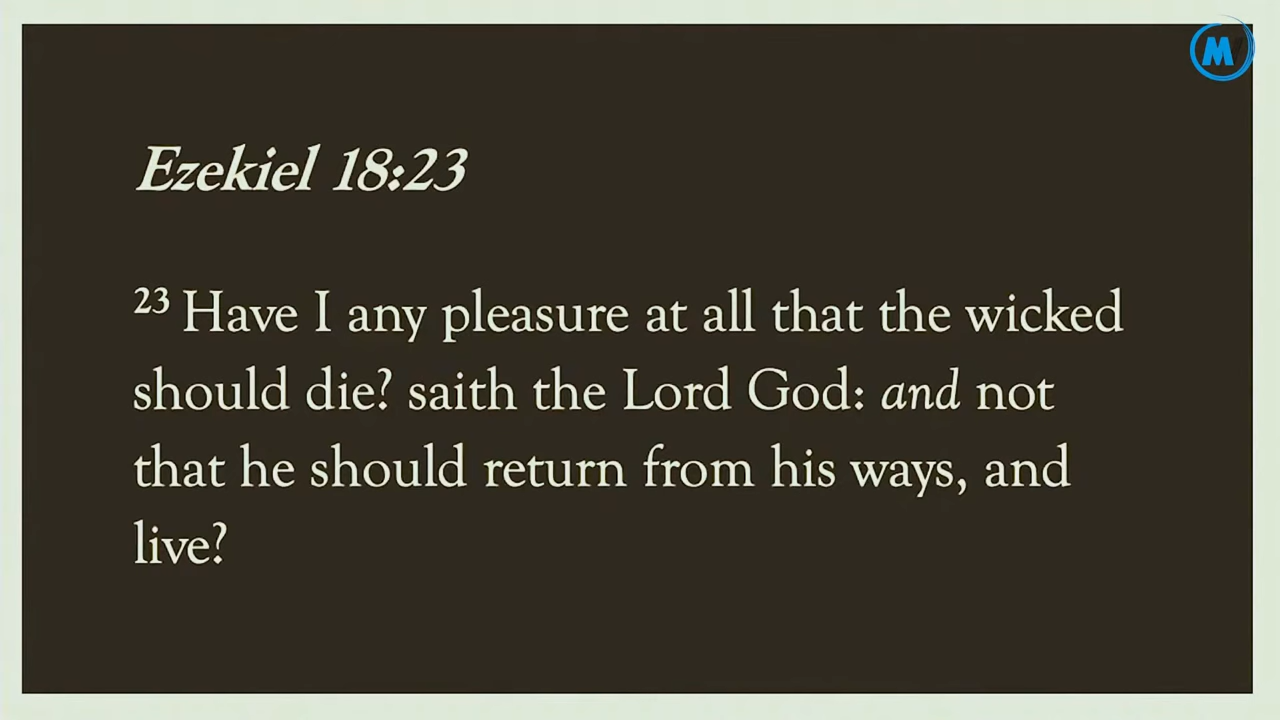 M
Ezekiel 18:23
23 Have I any pleasure at all that the wicked
should die? saith the Lord God: and not
that he should return from his ways, and
live?